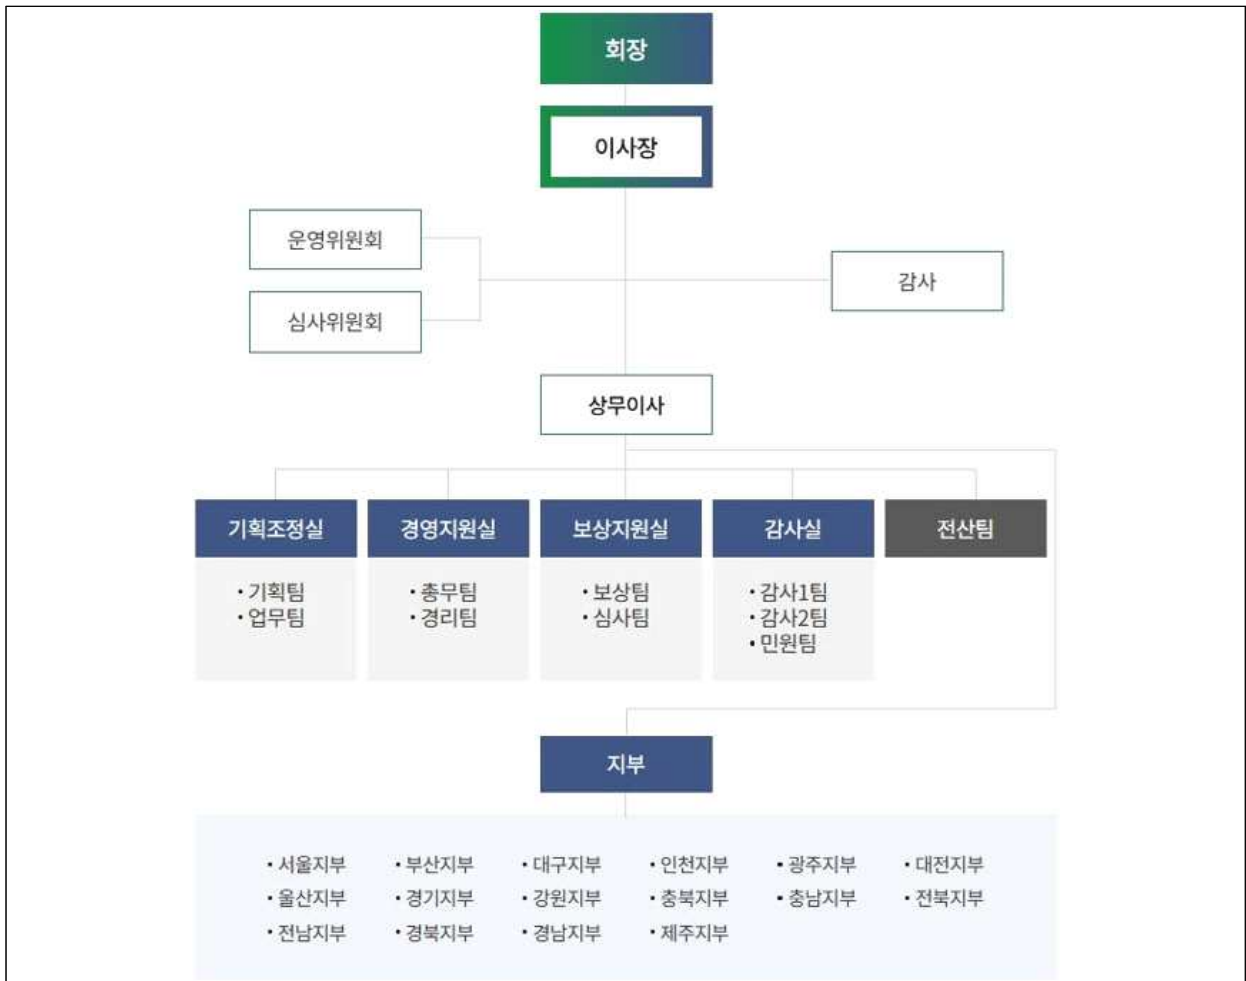 회장
이사장
운영위원회
감사
심사위원회
상무이사
기획조정실 경영지원실 보상지원실 감사실 전산팀
• 기획팀 • 총무팀 • 보상팀 • 감사1팀
• 업무팀 • 경리팀 • 심사팀 • 감사2팀
• 민원팀
지부
• 서울지부 • 부산지부 • 대구지부 • 인천지부 • 광주지부 • 대전지부
• 울산지부 • 경기지부 • 강원지부 • 충북지부 • 충남지부 • 전북지부
• 전남지부 • 경북지부 • 경남지부 • 제주지부